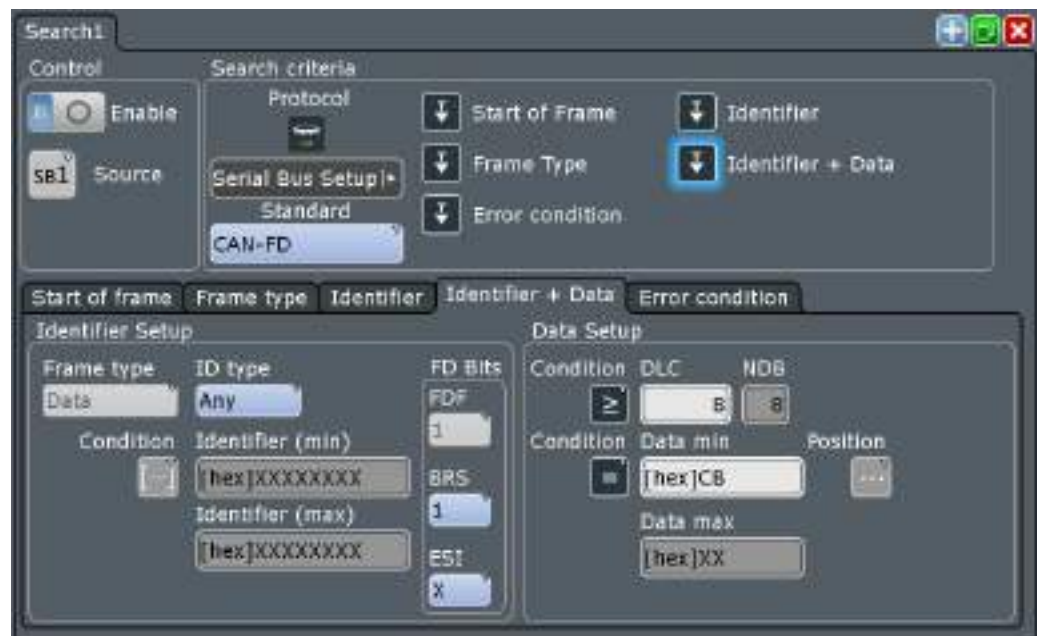 Search1
Control
Search criteria
Enable
Protocol
Start of Frame
Identifier
SB1 Source
Serial Bus Setup
Frame Type
Identifier + Data
Standard
CAN-FD
Error condition
Start of frame Frame type Identifier Identifier + Data Error condition
Identifier Setup
Data Setup
Frame type ID type FD Bits Condition DLC NDB
Data Any FDF ≥ 8 8
1
Condition Identifier (min) Condition Data min Position
[hex]XXXXXXXX BRS = [hex]CB ...
Identifier (max) 1 Data max
[hex]XXXXXXXX ESI [hex]XX
X